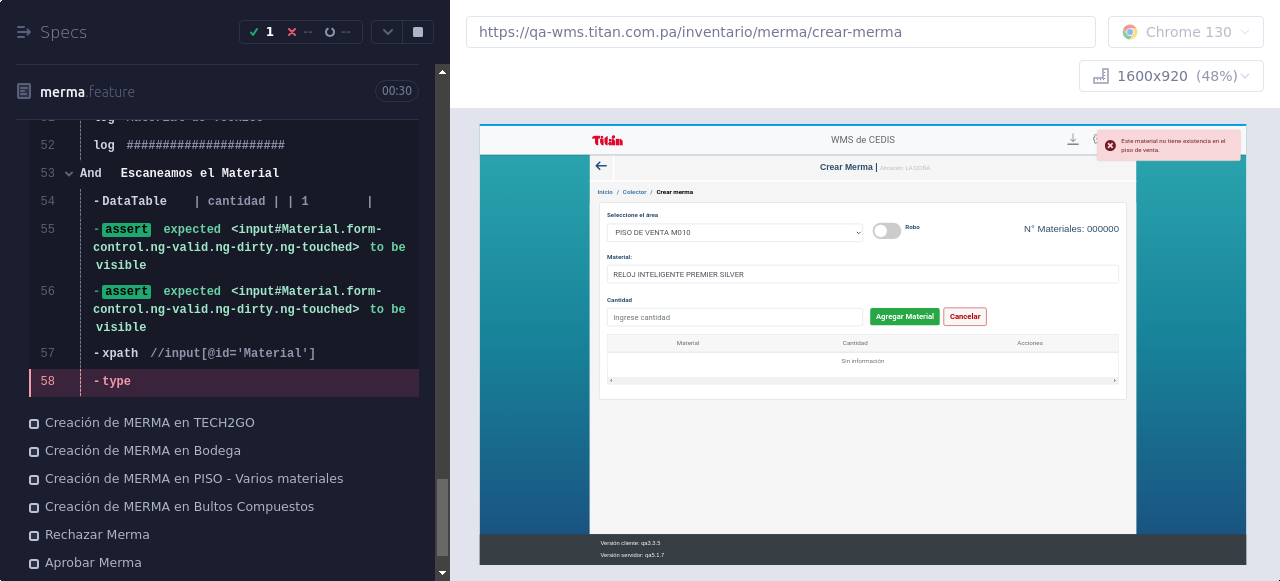 Specs
1
--
--
https://qa-wms.titan.com.pa/inventario/merma/crear-merma
Chrome 130
1600x920 (48%)
merma.feature
00:30
52 log ######################
53 And Escaneamos el Material
54 -DataTable | cantidad | | 1 |
55 -assert expected <input#Material.form-
control.ng-valid.ng-dirty.ng-touched> to be
visible
56 -assert expected <input#Material.form-
control.ng-valid.ng-dirty.ng-touched> to be
visible
57 -xpath //input[@id='Material']
58 -type
Creación de MERMA en TECH2GO
Creación de MERMA en Bodega
Creación de MERMA en PISO - Varios materiales
Creación de MERMA en Bultos Compuestos
Rechazar Merma
Aprobar Merma
Titán
WMS de CEDIS
Este material no tiene existencia en el
piso de venta.
Crear Merma | Almacén: LA DOÑA
Inicio / Colector / Crear merma
Seleccione el área
PISO DE VENTA M010
Robo
N° Materiales: 000000
Material:
RELOJ INTELIGENTE PREMIER SILVER
Cantidad
Ingrese cantidad
Agregar Material
Cancelar
Material Cantidad Acciones
Sin información
Versión cliente: qa3.3.5
Versión servidor: qa5.1.7